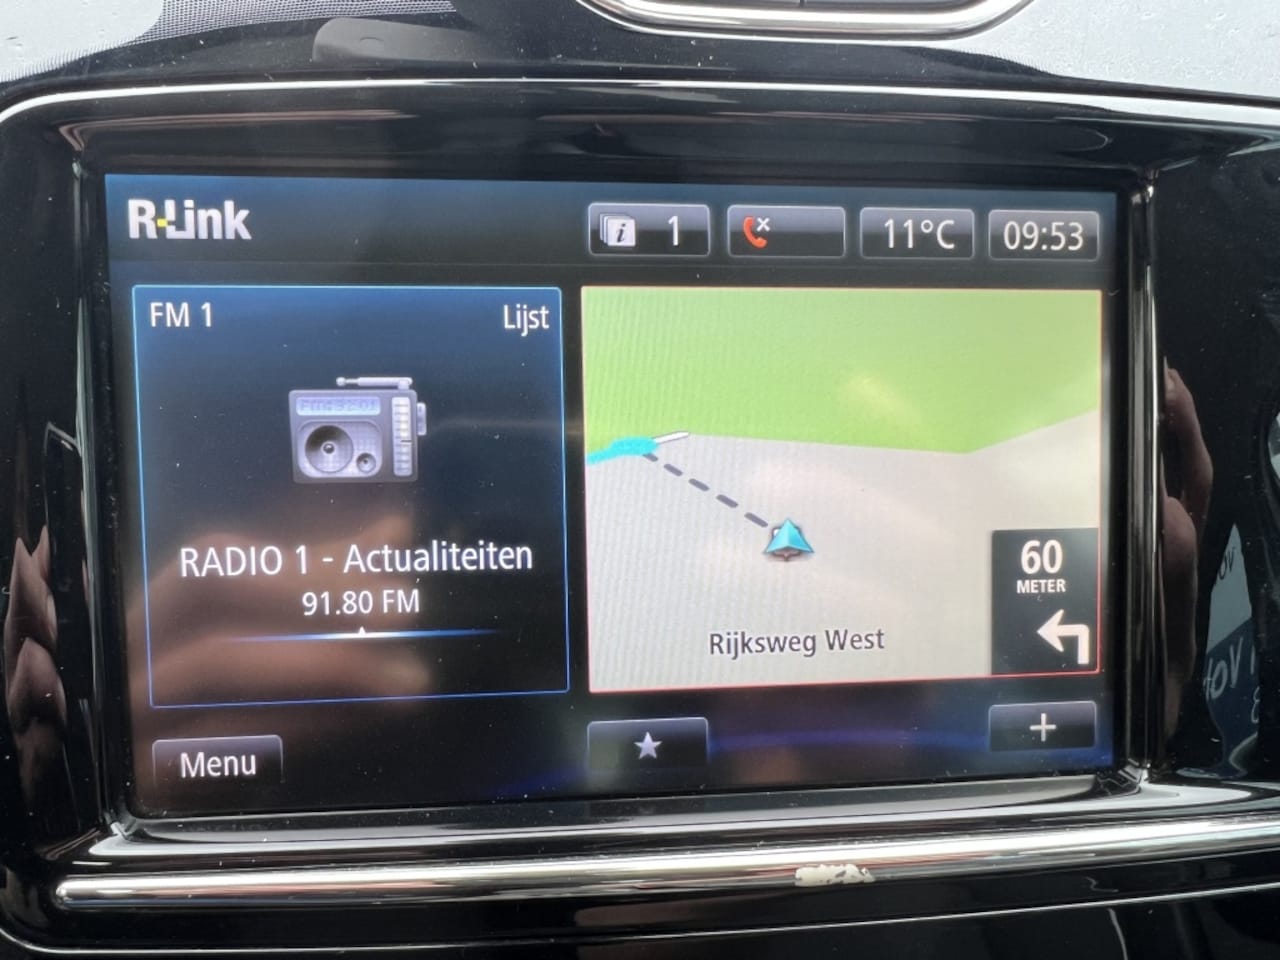 R-Link
1
11°C
09:53
FM 1
Lijst
RADIO 1 - Actualiteiten
91.80 FM
60
METER
Rijksweg West
Menu